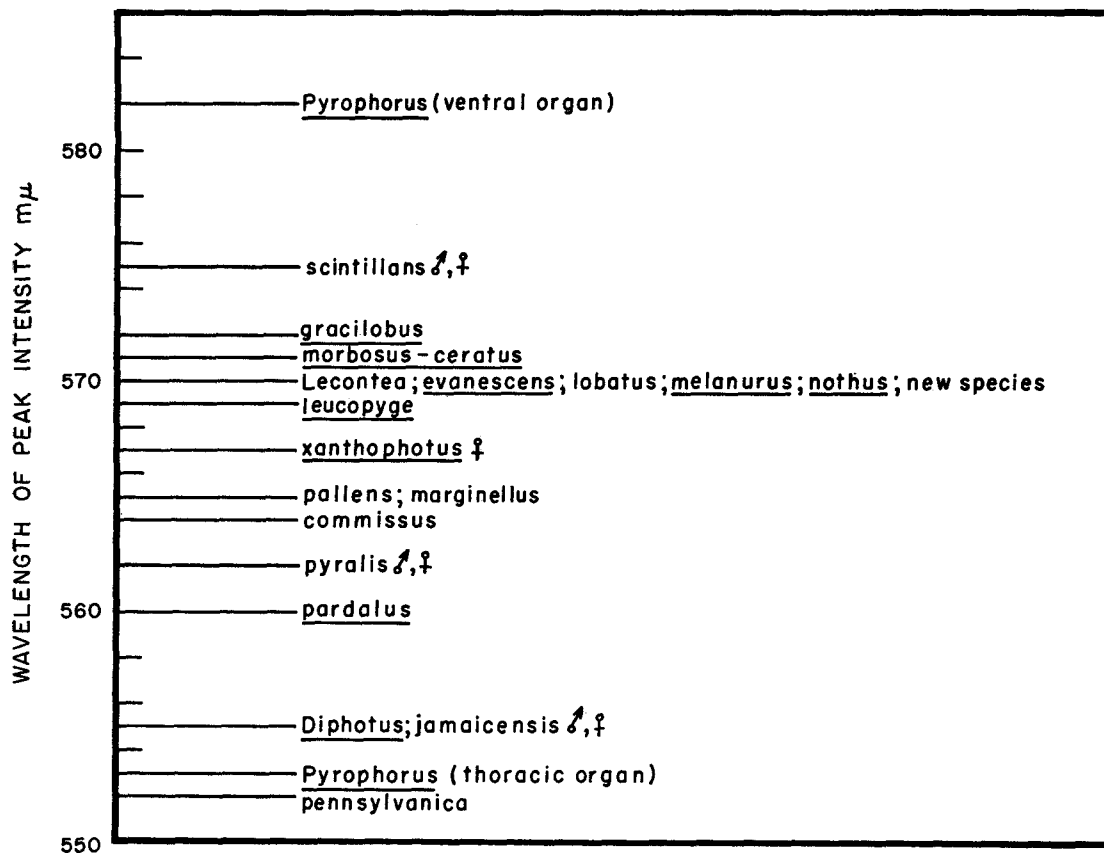 WAVELENGTH OF PEAK INTENSITY mμ
Pyrophorus (ventral organ)
580
scintillans ♂,♀
gracilobus
morbosus-ceratus
570
Lecontea; evanescens; lobatus; melanurus; nothus; new species
leucopyge
xanthophotus ♀
pallens; marginellus
commissus
pyralis ♂,♀
560
pardalus
Diphotus; jamaicensis ♂,♀
Pyrophorus (thoracic organ)
pennsylvanica
550